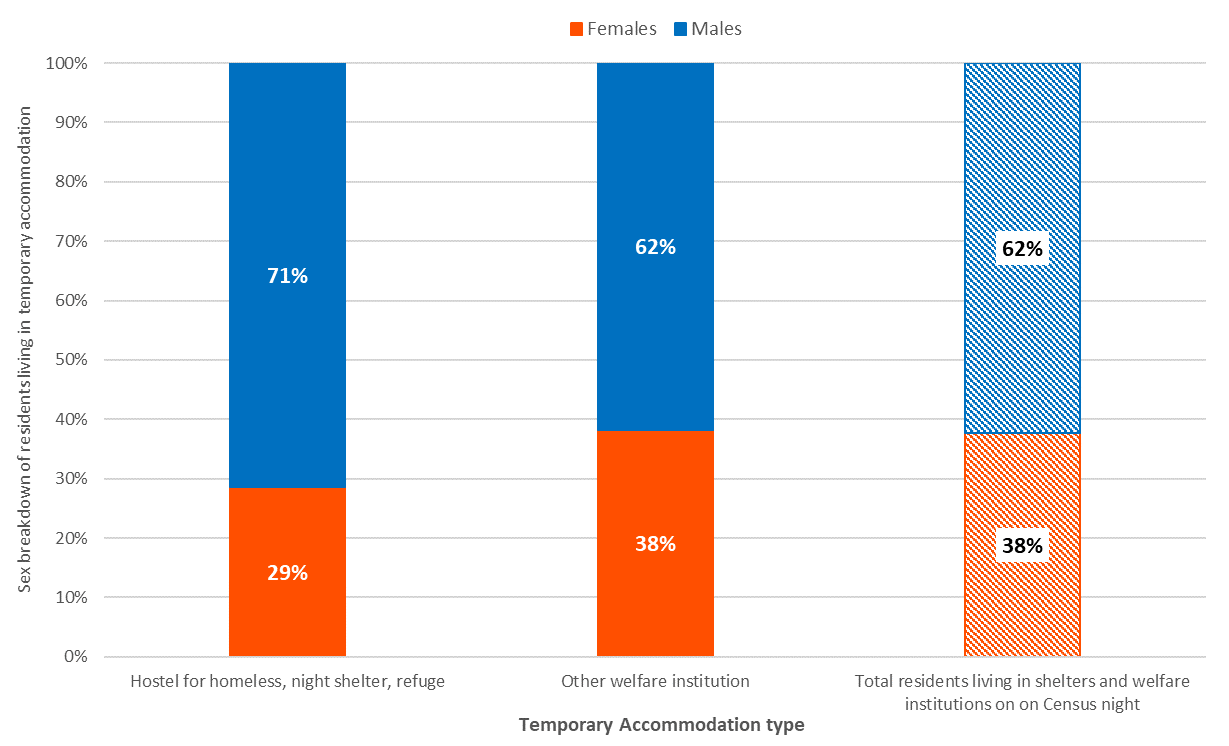 Females Males
Sex breakdown of residents living in temporary accommodation
100%
90%
80%
70%
60%
50%
40%
30%
20%
10%
0%
71%
62%
62%
29%
38%
38%
Hostel for homeless, night shelter, refuge
Other welfare institution
Total residents living in shelters and welfare
institutions on on Census night
Temporary Accommodation type